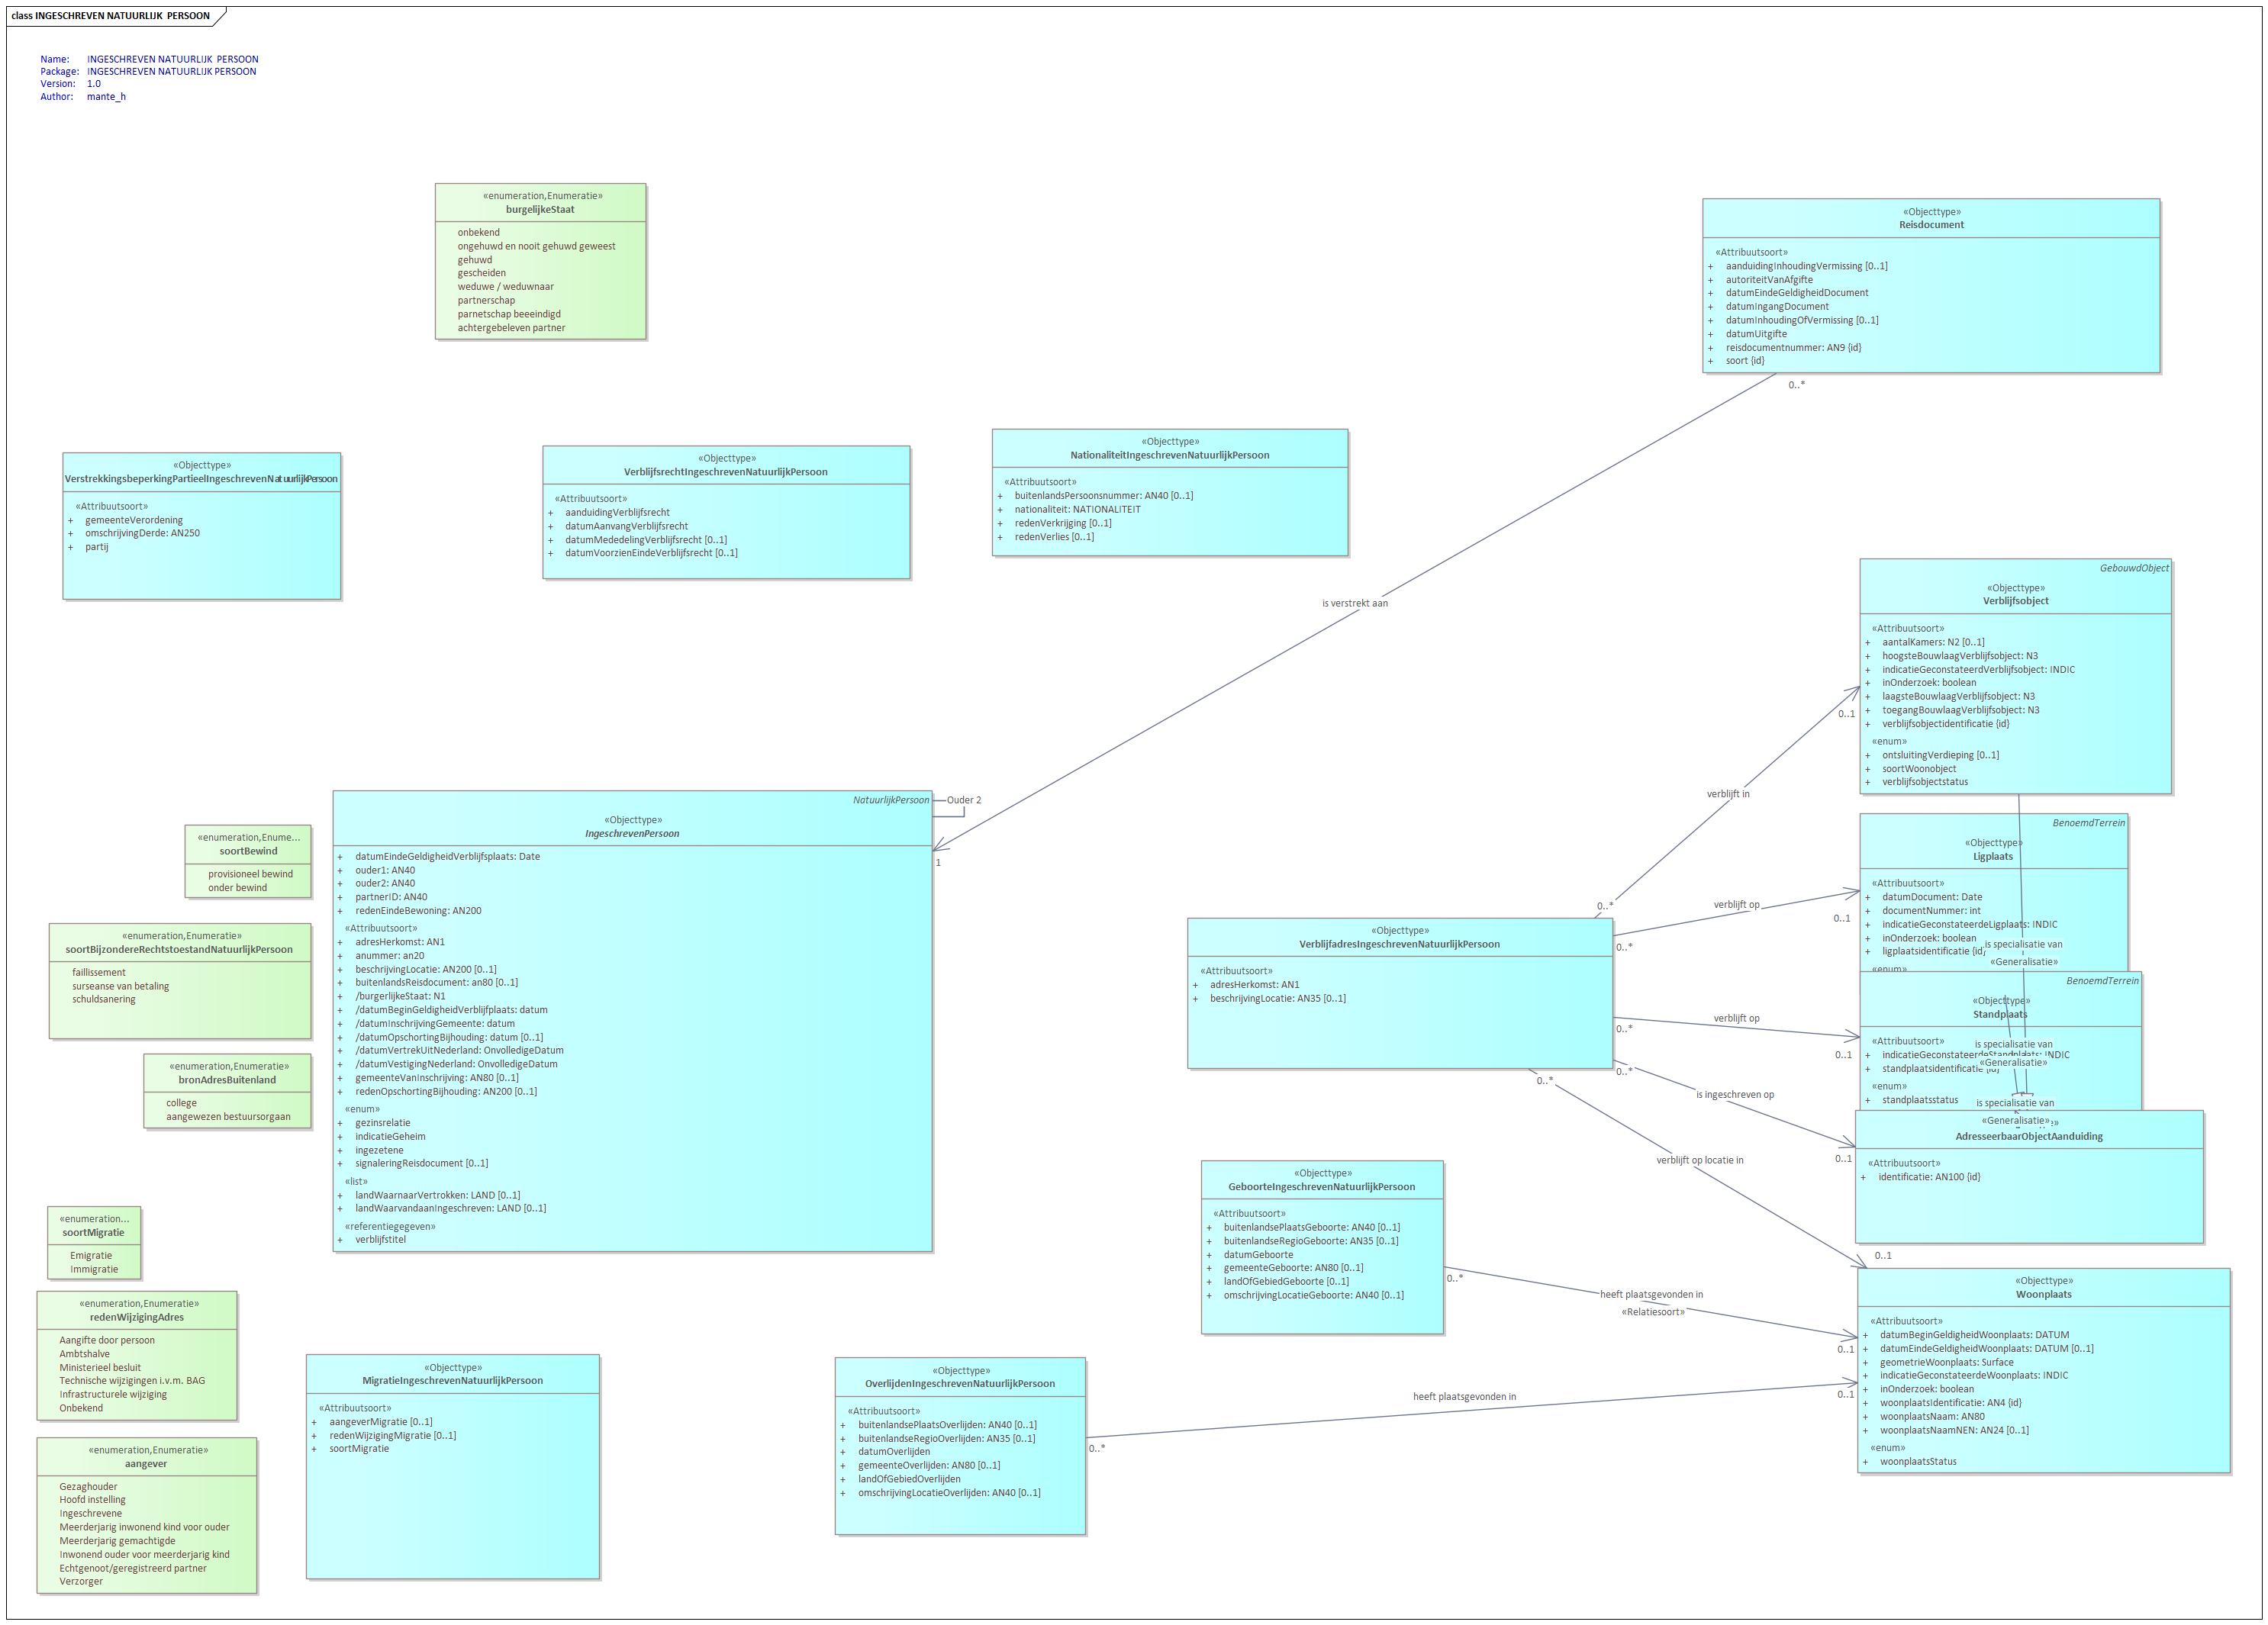 class INGESCHREVEN NATUURLIJK PERSOON
Name: INGESCHREVEN NATUURLIJK PERSOON
Package: INGESCHREVEN NATUURLIJK PERSOON
Version: 1.0
Author: mante_h
«enumeration,Enumeratie»
burgelijkeStaat
onbekend
ongehuwd en nooit gehuwd geweest
gehuwd
gescheiden
weduwe / weduwnaar
partnerschap
parnetschap beeeindigd
achtergebeleven partner
«Objecttype»
Reisdocument
«Attribuutsoort»
+ aanduidingInhoudingVermissing [0..1]
+ autoriteitVanAfgifte
+ datumEindeGeldigheidDocument
+ datumIngangDocument
+ datumInhoudingOfVermissing [0..1]
+ datumUitgifte
+ reisdocumentnummer: AN9 {id}
+ soort {id}
0..*
«Objecttype»
VerstrekkingsbeperkingPartieelIngeschrevenNatuurlijkPersoon
«Attribuutsoort»
+ gemeenteVerordening
+ omschrijvingDerde: AN250
+ partij
«Objecttype»
VerblijfsrechtIngeschrevenNatuurlijkPersoon
«Attribuutsoort»
+ aanduidingVerblijfsrecht
+ datumAanvangVerblijfsrecht
+ datumMededelingVerblijfsrecht [0..1]
+ datumVoorzienEindeVerblijfsrecht [0..1]
«Objecttype»
NationaliteitIngeschrevenNatuurlijkPersoon
«Attribuutsoort»
+ buitenlandsPersoonsnummer: AN40 [0..1]
+ nationaliteit: NATIONALITEIT
+ redenVerkrijging [0..1]
+ redenVerlies [0..1]
is verstrekt aan
GebouwdObject
«Objecttype»
Verblijfsobject
«Attribuutsoort»
+ aantalKamers: N2 [0..1]
+ hoogsteBouwlaagVerblijfsobject: N3
+ indicatieGeconstateerdVerblijfsobject: INDIC
+ inOnderzoek: boolean
+ laagsteBouwlaagVerblijfsobject: N3
+ toegangBouwlaagVerblijfsobject: N3
+ verblijfsobjectidentificatie {id}
«enum»
+ ontsluitingVerdieping [0..1]
+ soortWoonobject
+ verblijfsobjectstatus
0..1
verblijft in
0..*
NatuurlijkPersoon
Ouder 2
«Objecttype»
IngeschrevenPersoon
+ datumEindeGeldigheidVerblijfsplaats: Date
+ ouder1: AN40
+ ouder2: AN40
+ partnerID: AN40
+ redenEindeBewoning: AN200
«Attribuutsoort»
+ adresHerkomst: AN1
+ anummer: an20
+ beschrijvingLocatie: AN200 [0..1]
+ buitenlandsReisdocument: an80 [0..1]
+ /burgerlijkeStaat: N1
+ /datumBeginGeldigheidVerblijfplaats: datum
+ /datumInschrijvingGemeente: datum
+ /datumOpschortingBijhouding: datum [0..1]
+ /datumVertrekUitNederland: OnvolledigeDatum
+ /datumVestigingNederland: OnvolledigeDatum
+ gemeenteVanInschrijving: AN80 [0..1]
+ redenOpschortingBijhouding: AN200 [0..1]
«enum»
+ gezinsrelatie
+ indicatieGeheim
+ ingezetene
+ signaleringReisdocument [0..1]
«list»
+ landWaarnaarVertrokken: LAND [0..1]
+ landWaarvandaanIngeschreven: LAND [0..1]
«referentiegegeven»
+ verblijfstitel
1
«enumeration,Enume...
soortBewind
provisioneel bewind
onder bewind
«enumeration,Enumeratie»
soortBijzondereRechtstoestandNatuurlijkPersoon
faillissement
surseanse van betaling
schuldsanering
«enumeration,Enumeratie»
bronAdresBuitenland
college
aangewezen bestuursorgaan
«enumeration...
soortMigratie
Emigratie
Immigratie
«enumeration,Enumeratie»
redenWijzigingAdres
Aangifte door persoon
Ambtshalve
Ministerieel besluit
Technische wijzigingen i.v.m. BAG
Infrastructurele wijziging
Onbekend
«enumeration,Enumeratie»
aangever
Gezaghouder
Hoofd instelling
Ingeschrevene
Meerderjarig inwonend kind voor ouder
Meerderjarig gemachtigde
Inwonend ouder voor meerderjarig kind
Echtgenoot/geregistreerd partner
Verzorger
«Objecttype»
MigratieIngeschrevenNatuurlijkPersoon
«Attribuutsoort»
+ aangeverMigratie [0..1]
+ redenWijzigingMigratie [0..1]
+ soortMigratie
«Objecttype»
OverlijdenIngeschrevenNatuurlijkPersoon
«Attribuutsoort»
+ buitenlandsePlaatsOverlijden: AN40 [0..1]
+ buitenlandseRegioOverlijden: AN35 [0..1]
+ datumOverlijden
+ gemeenteOverlijden: AN80 [0..1]
+ landOfGebiedOverlijden
+ omschrijvingLocatieOverlijden: AN40 [0..1]
0..*
heeft plaatsgevonden in
0..1
«Objecttype»
GeboorteIngeschrevenNatuurlijkPersoon
«Attribuutsoort»
+ buitenlandsePlaatsGeboorte: AN40 [0..1]
+ buitenlandseRegioGeboorte: AN35 [0..1]
+ datumGeboorte
+ gemeenteGeboorte: AN80 [0..1]
+ landOfGebiedGeboorte [0..1]
+ omschrijvingLocatieGeboorte: AN40 [0..1]
0..*
heeft plaatsgevonden in
«Relatiesoort»
0..1
«Objecttype»
VerblijfadresIngeschrevenNatuurlijkPersoon
«Attribuutsoort»
+ adresHerkomst: AN1
+ beschrijvingLocatie: AN35 [0..1]
0..*
verblijft op
0..1
0..*
verblijft op
0..1
0..*
is ingeschreven op
0..1
0..*
verblijft op locatie in
0..1
BenoemdTerrein
«Objecttype»
Ligplaats
«Attribuutsoort»
+ datumDocument: Date
+ documentNummer: int
+ indicatieGeconstateerdeLigplaats: INDIC
+ inOnderzoek: boolean
+ ligplaatsidentificatie {id}
«enum»
is specialisatie van
«Generalisatie»
BenoemdTerrein
«Objecttype»
Standplaats
«Attribuutsoort»
+ indicatieGeconstateerdeStandplaats: INDIC
+ standplaatsidentificatie {id}
«enum»
+ standplaatsstatus
is specialisatie van
«Generalisatie»
is specialisatie van
«Generalisatie»
AdresseerbaarObjectAanduiding
«Attribuutsoort»
+ identificatie: AN100 {id}
«Objecttype»
Woonplaats
«Attribuutsoort»
+ datumBeginGeldigheidWoonplaats: DATUM
+ datumEindeGeldigheidWoonplaats: DATUM [0..1]
+ geometrieWoonplaats: Surface
+ indicatieGeconstateerdeWoonplaats: INDIC
+ inOnderzoek: boolean
+ woonplaatsIdentificatie: AN4 {id}
+ woonplaatsNaam: AN80
+ woonplaatsNaamNEN: AN24 [0..1]
«enum»
+ woonplaatsStatus